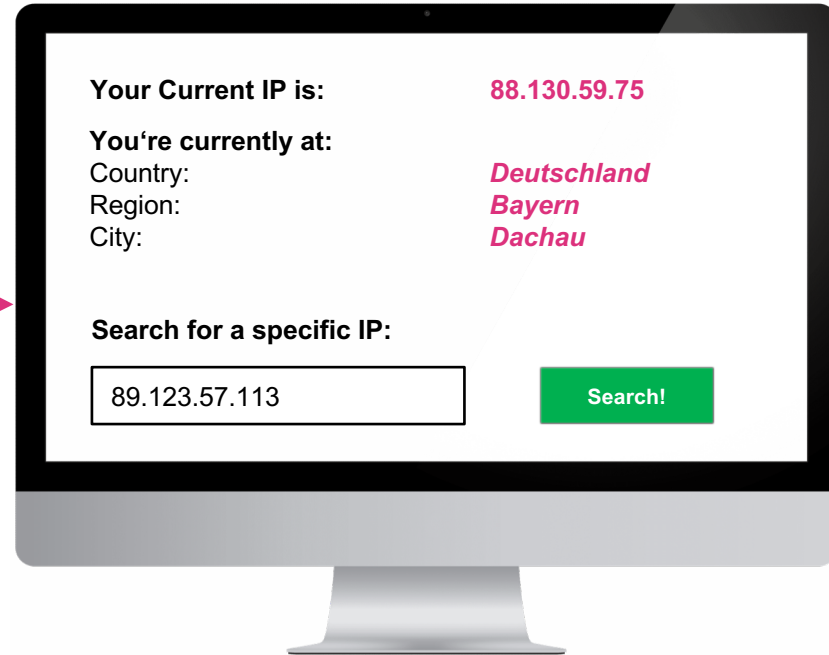 Your Current IP is: 88.130.59.75
You‘re currently at:
Country: Deutschland
Region: Bayern
City: Dachau
Search for a specific IP:
89.123.57.113 Search!